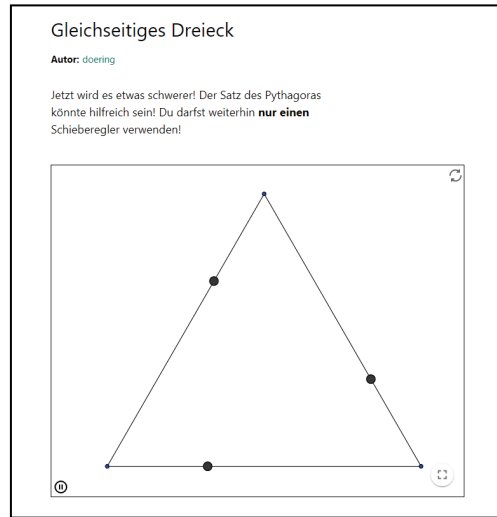 Gleichseitiges Dreieck
Autor: doering
Jetzt wird es etwas schwerer! Der Satz des Pythagoras
könnte hilfreich sein! Du darfst weiterhin nur einen
Schieberegler verwenden!